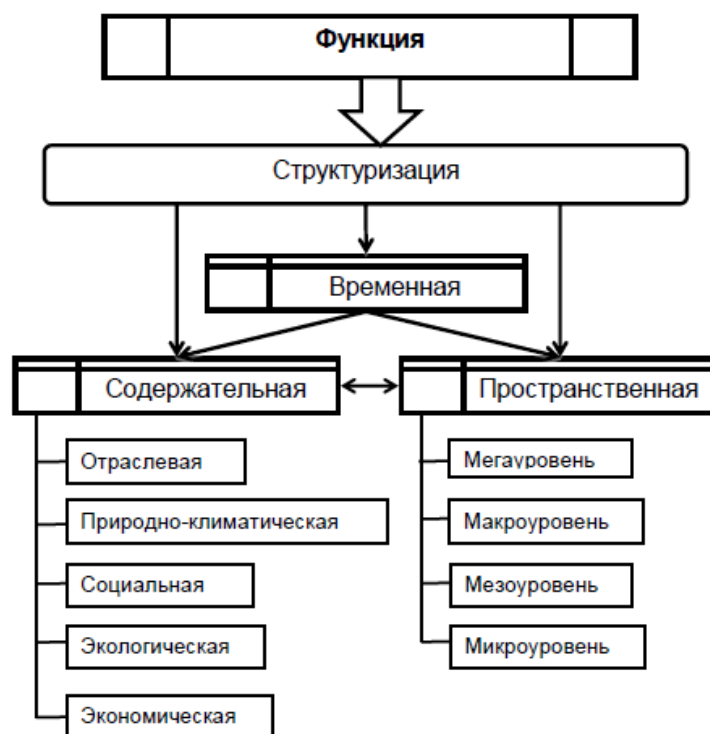 Функция
Структуризация
Временная
Содержательная
Пространственная
Отраслевая
Природно-климатическая
Социальная
Экологическая
Экономическая
Мегауровень
Макроуровень
Мезоуровень
Микроуровень